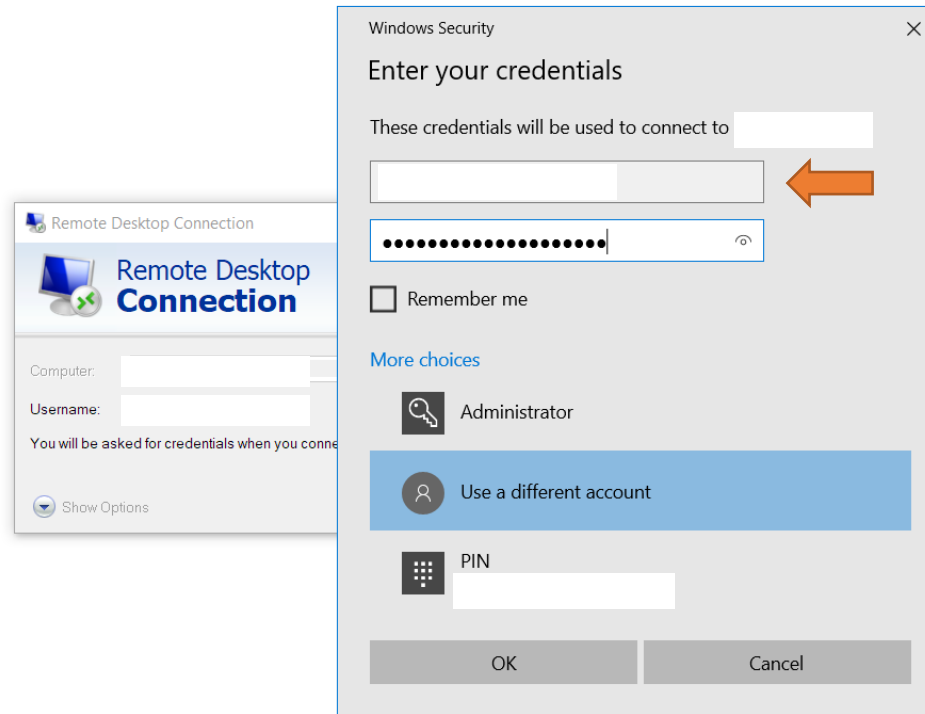 Windows Security
Enter your credentials
These credentials will be used to connect to
●●●●●●●●●●●●●●●●●●●●
Remember me
More choices
Administrator
Use a different account
PIN
OK
Cancel
Remote Desktop Connection
Remote Desktop
Connection
Computer:
Username:
You will be asked for credentials when you conne
Show Options